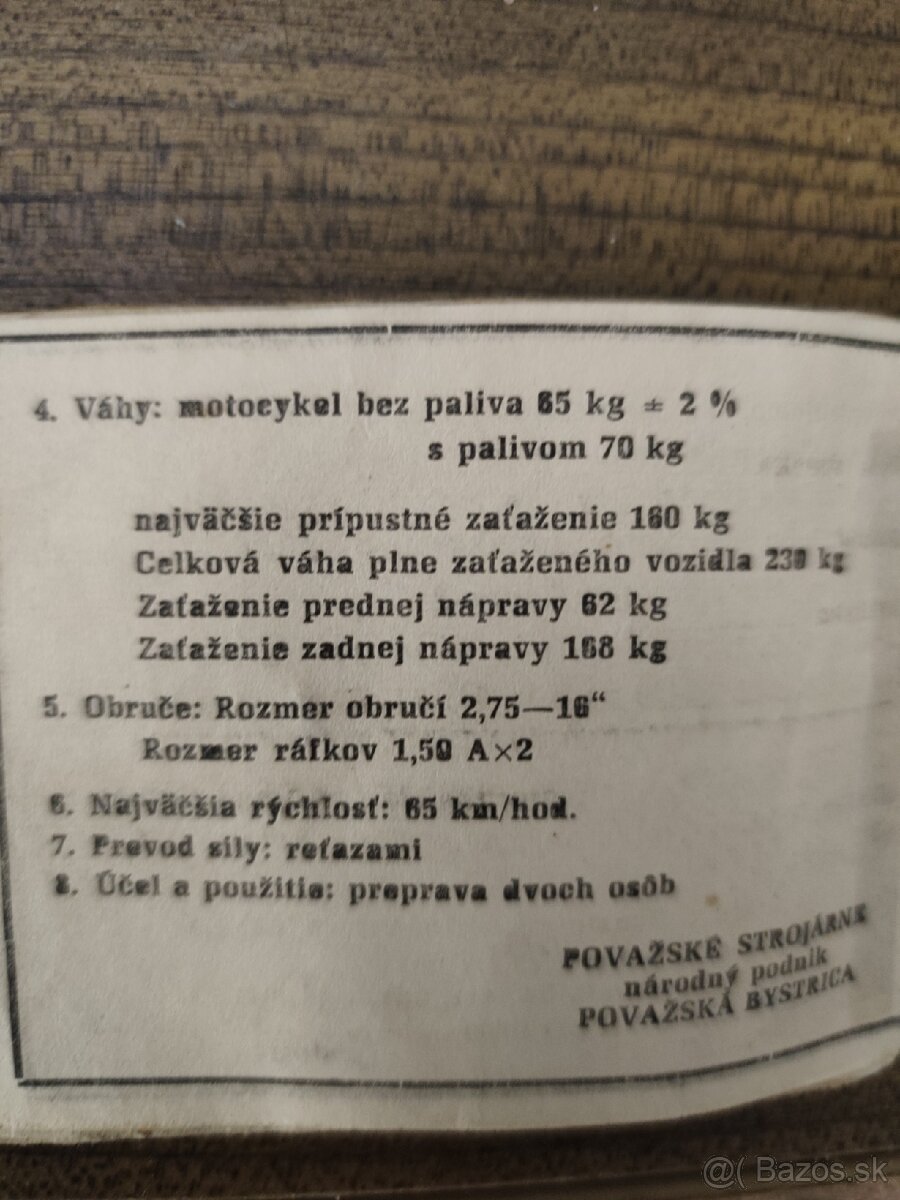 4. Váhy: motocykel bez paliva 65 kg ± 2 %
s palivom 70 kg
najväčšie prípustné zaťaženie 160 kg
Celková váha plne zaťaženého vozidla 230 kg
Zaťaženie prednej nápravy 62 kg
Zaťaženie zadnej nápravy 168 kg
5. Obruče: Rozmer obručí 2,75—16“
Rozmer ráfkov 1,50 A×2
6. Najväčšia rýchlosť: 65 km/hod.
7. Prevod sily: reťazami
8. Účel a použitie: preprava dvoch osôb
POVAŽSKÉ STROJÁRNE
národný podnik
POVAŽSKÁ BYSTRICA
@( Bazos.sk